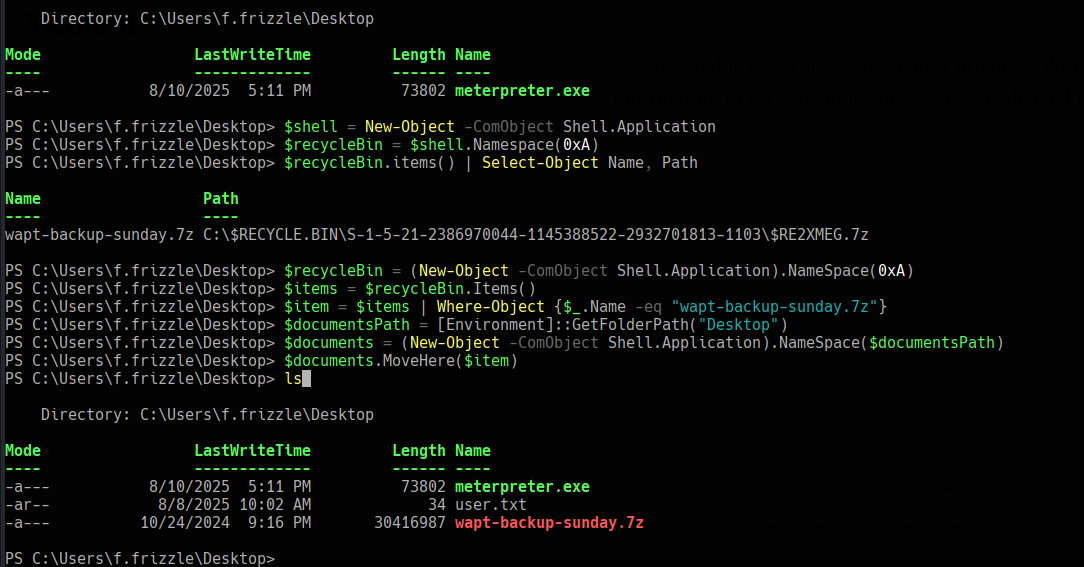 Directory: C:\Users\f.frizzle\Desktop
Mode LastWriteTime Length Name
---- ------------- ------ ----
-a--- 8/10/2025 5:11 PM 73802 meterpreter.exe
PS C:\Users\f.frizzle\Desktop> $shell = New-Object -ComObject Shell.Application
PS C:\Users\f.frizzle\Desktop> $recycleBin = $shell.Namespace(0xA)
PS C:\Users\f.frizzle\Desktop> $recycleBin.items() | Select-Object Name, Path
Name Path
---- ----
wapt-backup-sunday.7z C:\$RECYCLE.BIN\S-1-5-21-2386970044-1145388522-2932701813-1103\$RE2XMEG.7z
PS C:\Users\f.frizzle\Desktop> $recycleBin = (New-Object -ComObject Shell.Application).NameSpace(0xA)
PS C:\Users\f.frizzle\Desktop> $items = $recycleBin.Items()
PS C:\Users\f.frizzle\Desktop> $item = $items | Where-Object {$_.Name -eq "wapt-backup-sunday.7z"}
PS C:\Users\f.frizzle\Desktop> $documentsPath = [Environment]::GetFolderPath("Desktop")
PS C:\Users\f.frizzle\Desktop> $documents = (New-Object -ComObject Shell.Application).NameSpace($documentsPath)
PS C:\Users\f.frizzle\Desktop> $documents.MoveHere($item)
PS C:\Users\f.frizzle\Desktop> ls
Directory: C:\Users\f.frizzle\Desktop
Mode LastWriteTime Length Name
---- ------------- ------ ----
-a--- 8/10/2025 5:11 PM 73802 meterpreter.exe
-ar-- 8/8/2025 10:02 AM 34 user.txt
-a--- 10/24/2024 9:16 PM 30416987 wapt-backup-sunday.7z
PS C:\Users\f.frizzle\Desktop>